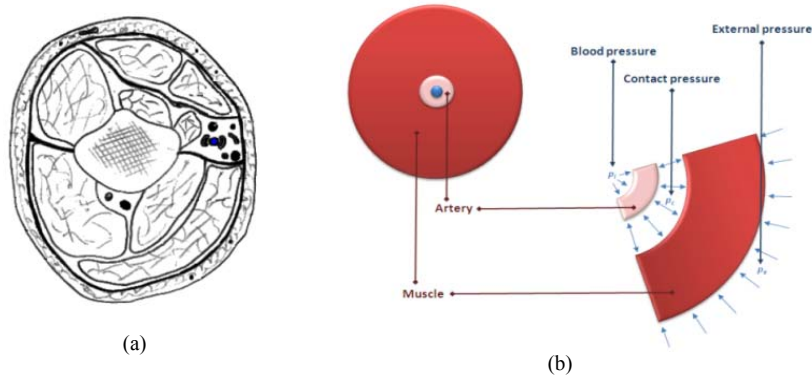 External pressure
Blood pressure
Contact pressure
p_i
p_c
Artery
p_e
Muscle
(a)
(b)